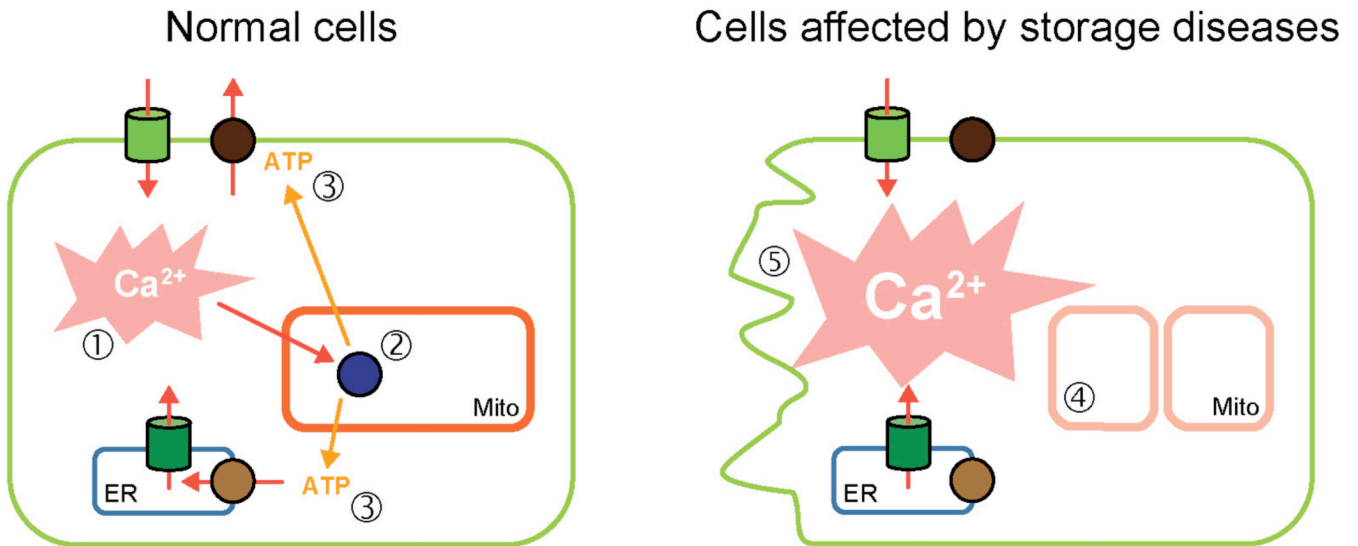 Normal cells
Cells affected by storage diseases
ATP
③
Ca²⁺
①
②
Mito
ER
ATP
③
⑤
Ca²⁺
④
Mito
ER